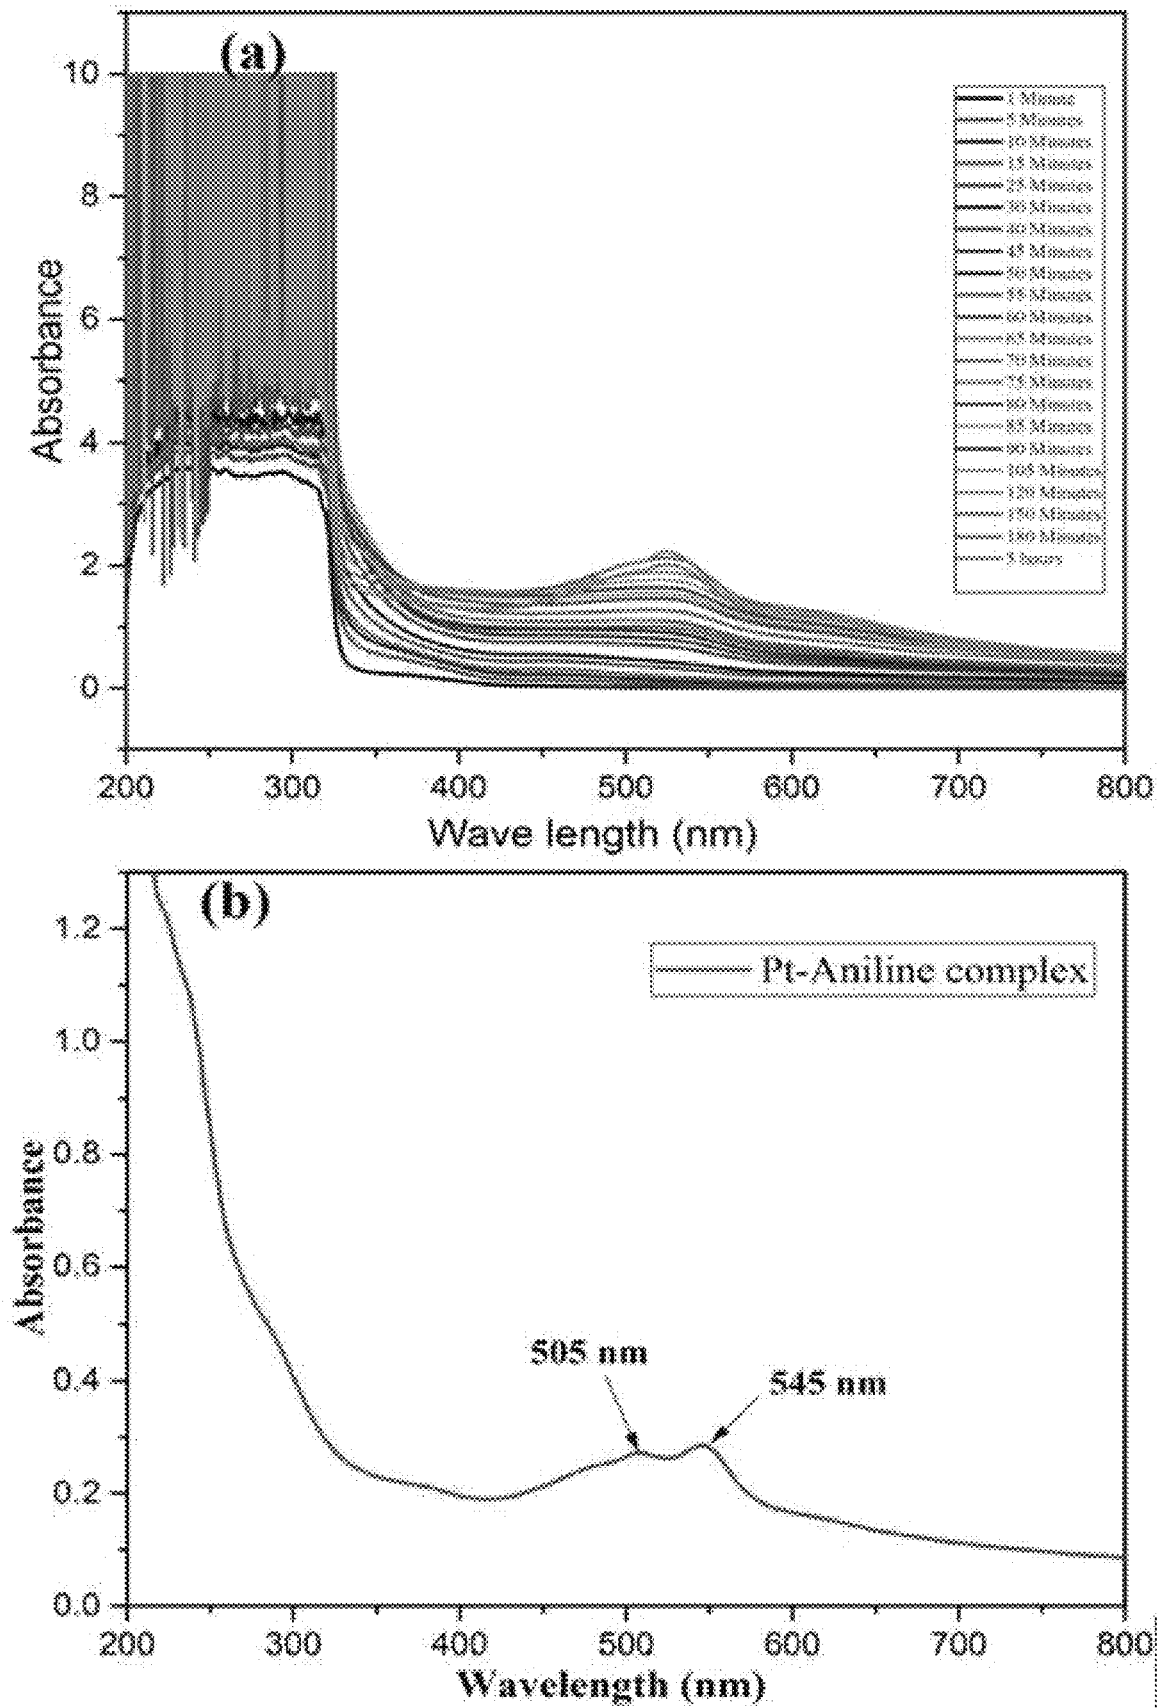 (a)
10
8
6
4
2
0
Absorbance
1 Minute
5 Minutes
10 Minutes
15 Minutes
25 Minutes
30 Minutes
40 Minutes
45 Minutes
50 Minutes
55 Minutes
60 Minutes
65 Minutes
70 Minutes
75 Minutes
80 Minutes
85 Minutes
90 Minutes
105 Minutes
120 Minutes
150 Minutes
180 Minutes
5 hours
200 300 400 500 600 700 800
Wave length (nm)
(b)
1.2
1.0
0.8
0.6
0.4
0.2
0.0
Absorbance
Pt-Aniline complex
505 nm
545 nm
200 300 400 500 600 700 800
Wavelength (nm)